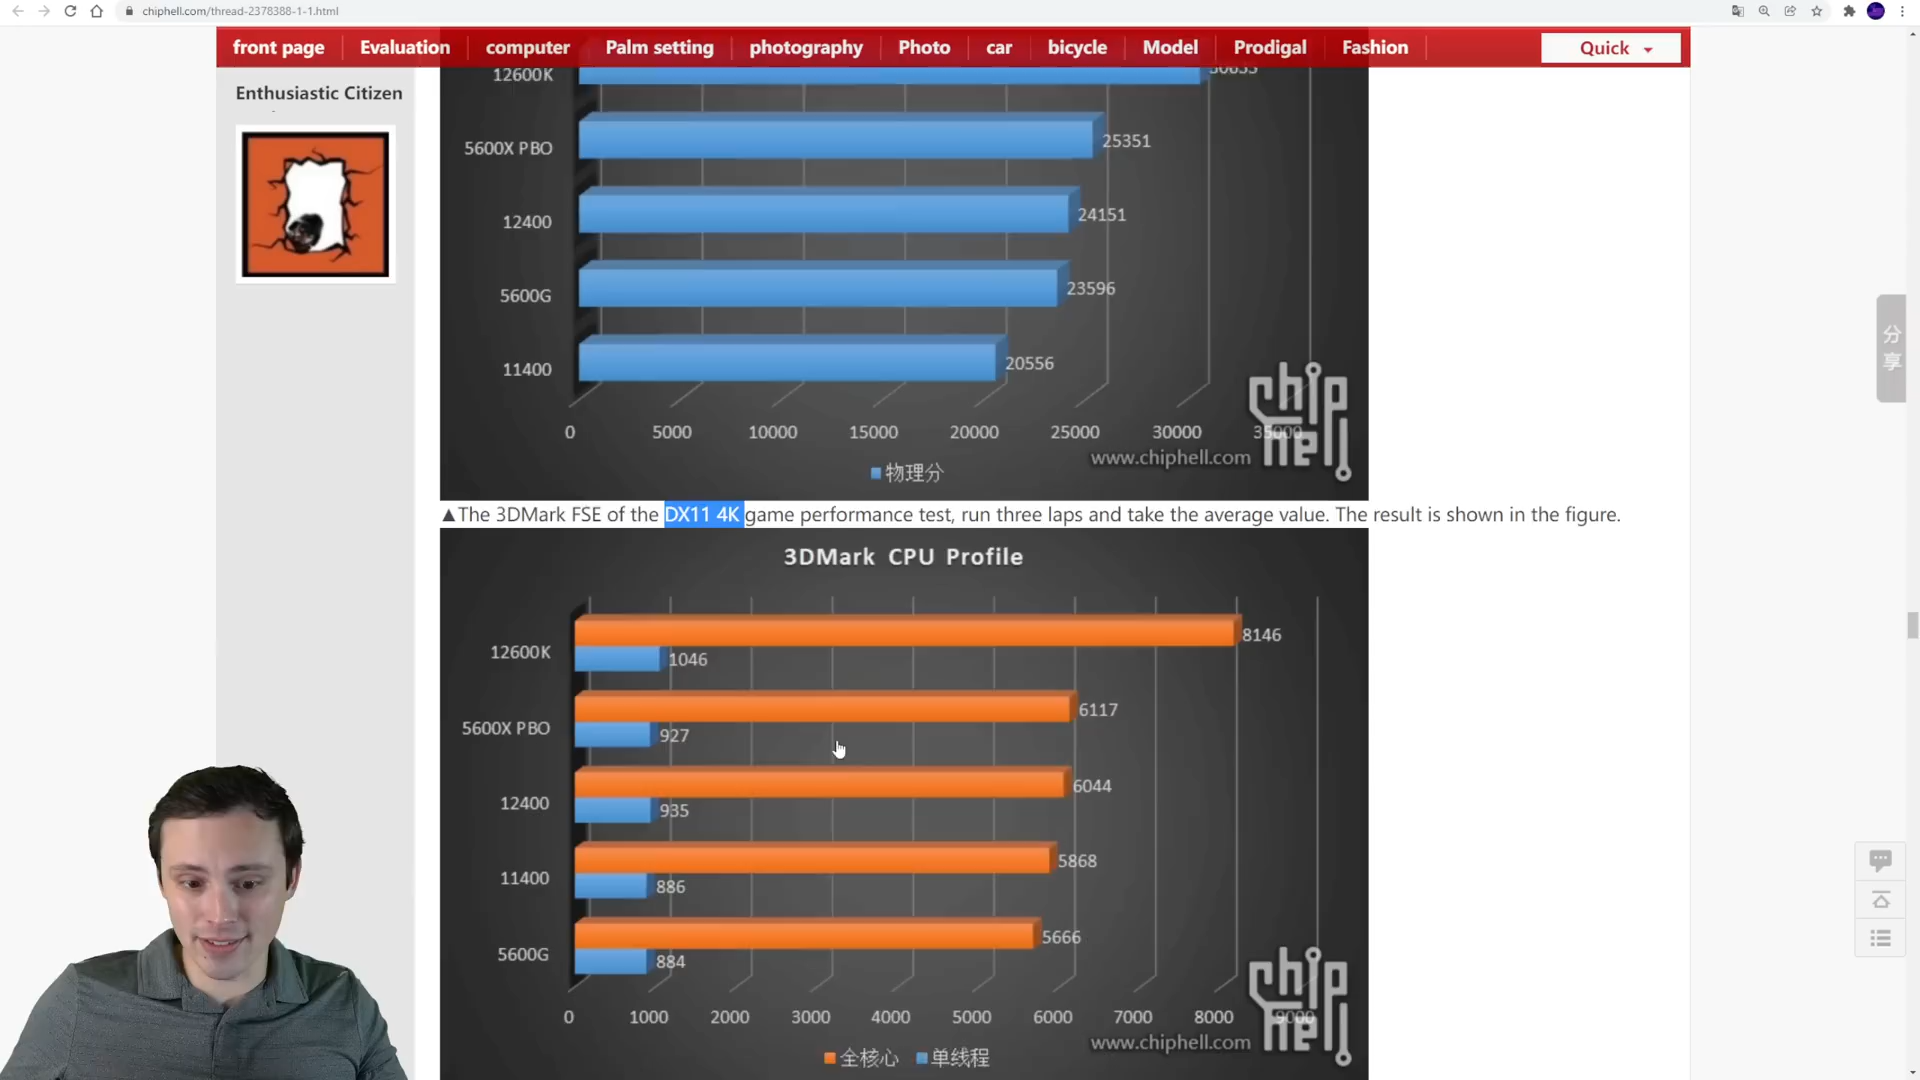 chiphell.com/thread-2378388-1-1.html
front page
Evaluation
computer
Palm setting
photography
Photo
car
bicycle
Model
Prodigal
Fashion
Quick
Enthusiastic Citizen
12600K
30633
5600X PBO
25351
12400
24151
5600G
23596
11400
20556
0 5000 10000 15000 20000 25000 30000 35000
物理分
www.chiphell.com
chip
hell
▲The 3DMark FSE of the DX11 4K game performance test, run three laps and take the average value. The result is shown in the figure.
3DMark CPU Profile
12600K
8146
1046
5600X PBO
6117
927
12400
6044
935
11400
5868
886
5600G
5666
884
0 1000 2000 3000 4000 5000 6000 7000 8000 9000
全核心 单线程
www.chiphell.com
chip
hell
分
享